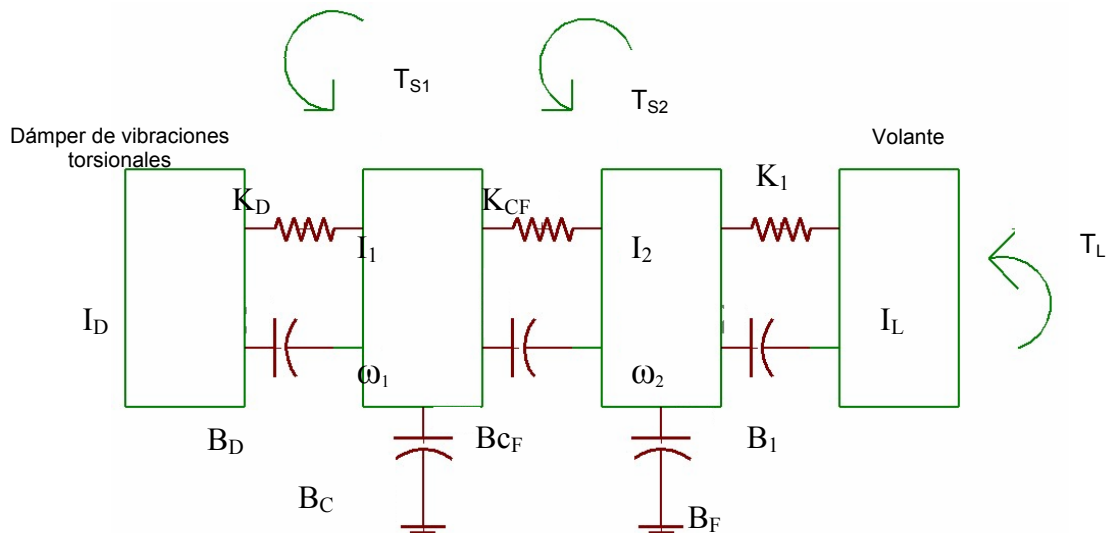 T_S1
T_S2
Dámper de vibraciones
torsionales
Volante
K_D
K_CF
K_1
T_L
I_1
I_2
I_D
I_L
ω_1
ω_2
B_D
Bc_F
B_1
B_C
B_F